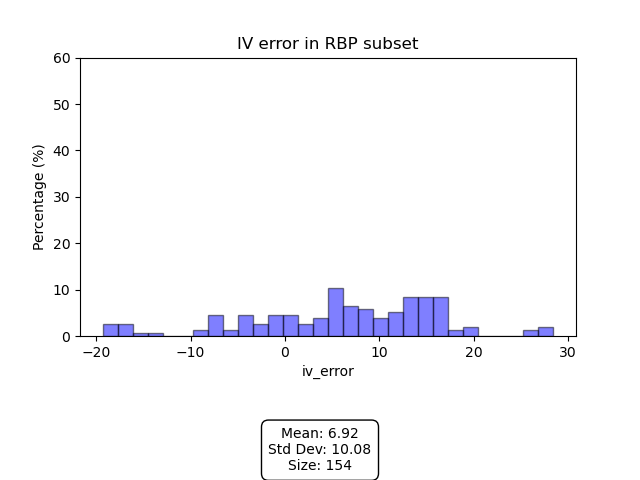 IV error in RBP subset
60
50
40
30
20
10
0
Percentage (%)
−20
−10
0
10
20
30
iv_error
Mean: 6.92
Std Dev: 10.08
Size: 154